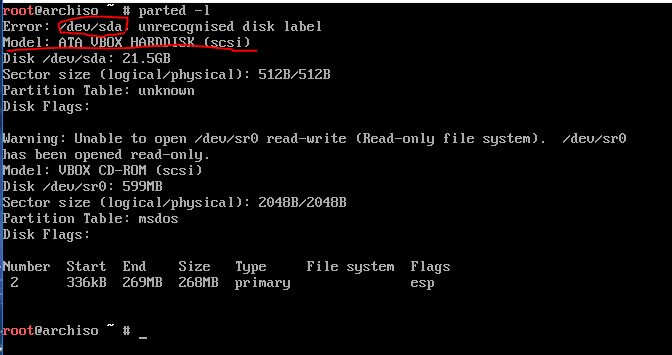 root@archiso ~ # parted -l
Error: /dev/sda: unrecognised disk label
Model: ATA VBOX HARDDISK (scsi)
Disk /dev/sda: 21.5GB
Sector size (logical/physical): 512B/512B
Partition Table: unknown
Disk Flags:
Warning: Unable to open /dev/sr0 read-write (Read-only file system).  /dev/sr0
has been opened read-only.
Model: VBOX CD-ROM (scsi)
Disk /dev/sr0: 599MB
Sector size (logical/physical): 2048B/2048B
Partition Table: msdos
Disk Flags:
Number  Start  End    Size   Type     File system  Flags
 2      336kB  269MB  268MB  primary               esp
root@archiso ~ # _